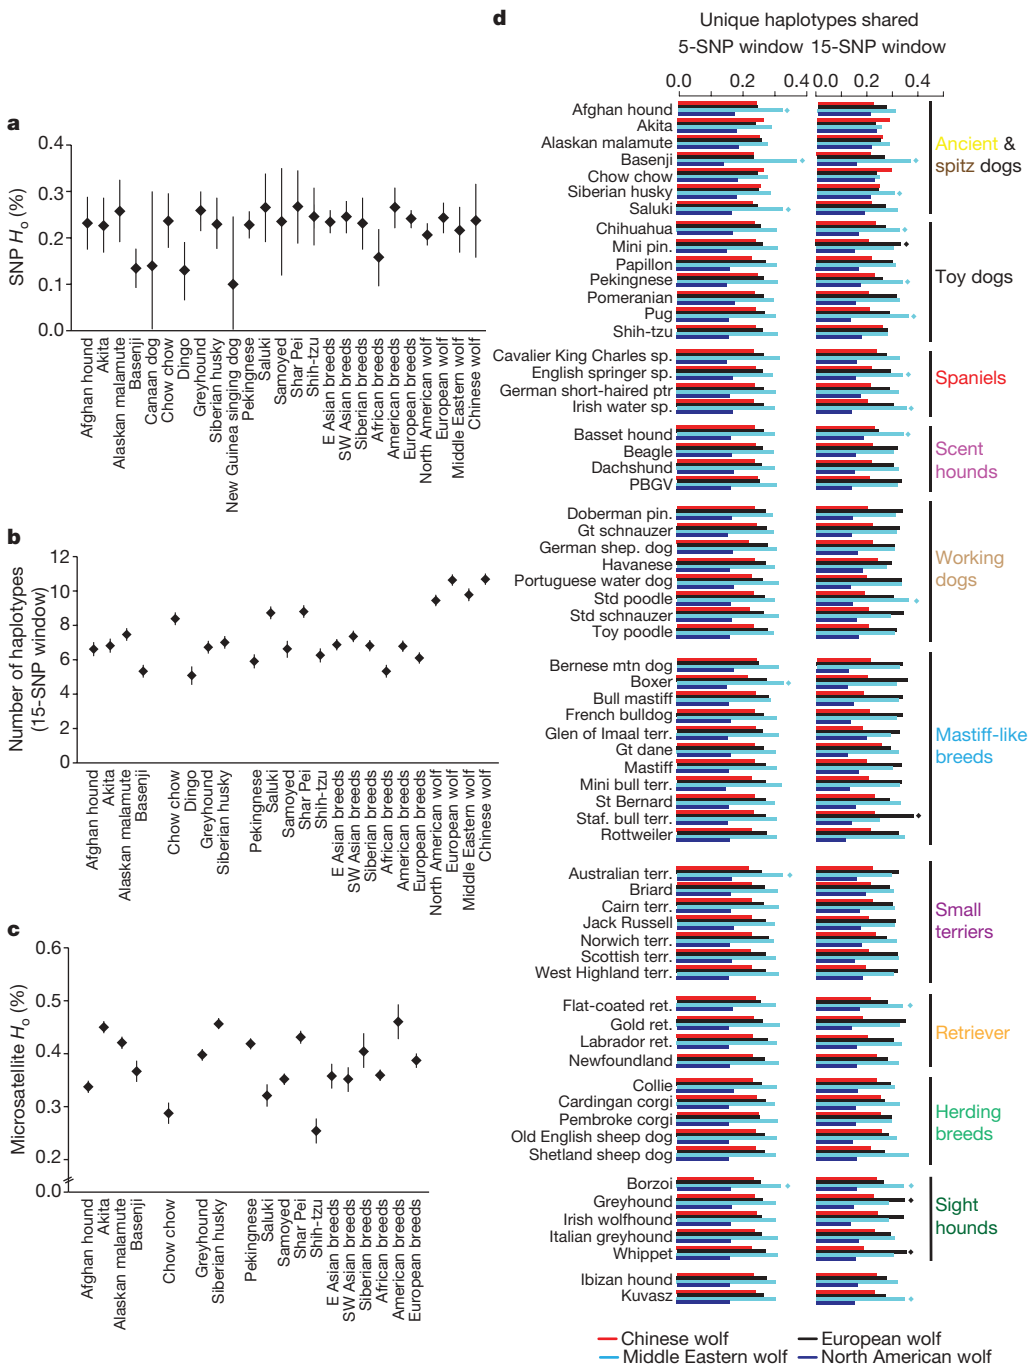 a
SNP Ho (%)
0.4
0.3
0.2
0.1
0.0
Afghan hound
Akita
Alaskan malamute
Basenji
Canaan dog
Chow chow
Dingo
Greyhound
Siberian husky
New Guinea singing dog
Pekingnese
Saluki
Samoyed
Shar Pei
Shih-tzu
E Asian breeds
SW Asian breeds
Siberian breeds
African breeds
American breeds
European breeds
North American wolf
European wolf
Middle Eastern wolf
Chinese wolf
b
Number of haplotypes
(15-SNP window)
12
10
8
6
4
2
0
Afghan hound
Akita
Alaskan malamute
Basenji
Chow chow
Dingo
Greyhound
Siberian husky
Pekingnese
Saluki
Samoyed
Shar Pei
Shih-tzu
E Asian breeds
SW Asian breeds
Siberian breeds
African breeds
American breeds
European breeds
North American wolf
European wolf
Middle Eastern wolf
Chinese wolf
c
Microsatellite Ho (%)
0.6
0.5
0.4
0.3
0.2
0.0
Afghan hound
Akita
Alaskan malamute
Basenji
Chow chow
Greyhound
Siberian husky
Pekingnese
Saluki
Samoyed
Shar Pei
Shih-tzu
E Asian breeds
SW Asian breeds
Siberian breeds
African breeds
American breeds
European breeds
d
Unique haplotypes shared
5-SNP window 15-SNP window
0.0 0.2 0.4 0.0 0.2 0.4
Afghan hound
Akita
Alaskan malamute
Basenji
Chow chow
Siberian husky
Saluki
Ancient &
spitz dogs
Chihuahua
Mini pin.
Papillon
Pekingnese
Pomeranian
Pug
Shih-tzu
Toy dogs
Cavalier King Charles sp.
English springer sp.
German short-haired ptr
Irish water sp.
Spaniels
Basset hound
Beagle
Dachshund
PBGV
Scent
hounds
Doberman pin.
Gt schnauzer
German shep. dog
Havanese
Portuguese water dog
Std poodle
Std schnauzer
Toy poodle
Working
dogs
Bernese mtn dog
Boxer
Bull mastiff
French bulldog
Glen of Imaal terr.
Gt dane
Mastiff
Mini bull terr.
St Bernard
Staf. bull terr.
Rottweiler
Mastiff-like
breeds
Australian terr.
Briard
Cairn terr.
Jack Russell
Norwich terr.
Scottish terr.
West Highland terr.
Small
terriers
Flat-coated ret.
Gold ret.
Labrador ret.
Newfoundland
Retriever
Collie
Cardingan corgi
Pembroke corgi
Old English sheep dog
Shetland sheep dog
Herding
breeds
Borzoi
Greyhound
Irish wolfhound
Italian greyhound
Whippet
Sight
hounds
Ibizan hound
Kuvasz
Chinese wolf
European wolf
Middle Eastern wolf
North American wolf